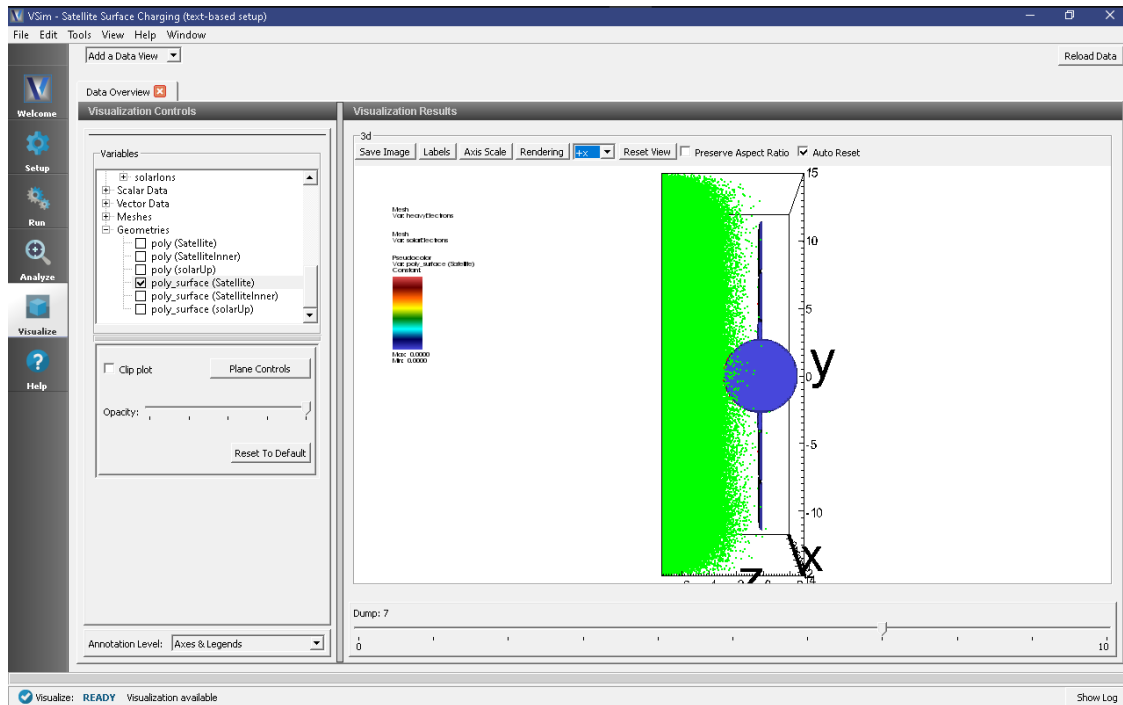 VSim - Satellite Surface Charging (text-based setup)
File Edit Tools View Help Window
Add a Data View
Reload Data
Data Overview
Welcome
Setup
Run
Analyze
Visualize
Help
Visualization Controls
Variables
solarIons
Scalar Data
Vector Data
Meshes
Geometries
poly (Satellite)
poly (SatelliteInner)
poly (solarUp)
poly_surface (Satellite)
poly_surface (SatelliteInner)
poly_surface (solarUp)
Clip plot
Plane Controls
Opacity:
Reset To Default
Annotation Level: Axes & Legends
Visualization Results
3d
Save Image Labels Axis Scale Rendering +x Reset View Preserve Aspect Ratio Auto Reset
Mesh
Var: heavyElectrons
Mesh
Var: solarElectrons
Pseudocolor
Var: poly_surface (Satellite)
Constant
Max: 0.0000
Min: 0.0000
15
10
5
0
y
-5
-10
x
z
Dump: 7
0
10
Visualize: READY Visualization available
Show Log